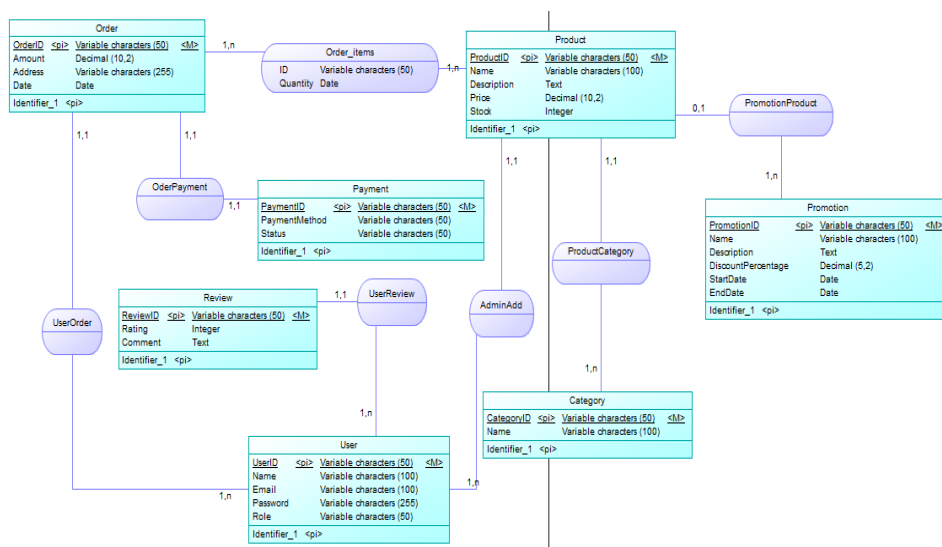 Order
OrderID <pi> Variable characters (50) <M>
Amount Decimal (10,2)
Address Variable characters (255)
Date Date
Identifier_1 <pi>
1,n
Order_items
ID Variable characters (50)
Quantity Date
1,n
Product
ProductID <pi> Variable characters (50) <M>
Name Variable characters (100)
Description Text
Price Decimal (10,2)
Stock Integer
Identifier_1 <pi>
0,1
PromotionProduct
1,1
1,1
1,1
1,1
OderPayment
1,1
Payment
PaymentID <pi> Variable characters (50) <M>
PaymentMethod Variable characters (50)
Status Variable characters (50)
Identifier_1 <pi>
1,n
Promotion
PromotionID <pi> Variable characters (50) <M>
Name Variable characters (100)
Description Text
DiscountPercentage Decimal (5,2)
StartDate Date
EndDate Date
Identifier_1 <pi>
ProductCategory
UserOrder
Review
ReviewID <pi> Variable characters (50) <M>
Rating Integer
Comment Text
Identifier_1 <pi>
1,1
UserReview
AdminAdd
1,n
1,n
Category
CategoryID <pi> Variable characters (50) <M>
Name Variable characters (100)
Identifier_1 <pi>
User
UserID <pi> Variable characters (50) <M>
Name Variable characters (100)
Email Variable characters (100)
Password Variable characters (255)
Role Variable characters (50)
Identifier_1 <pi>
1,n
1,n